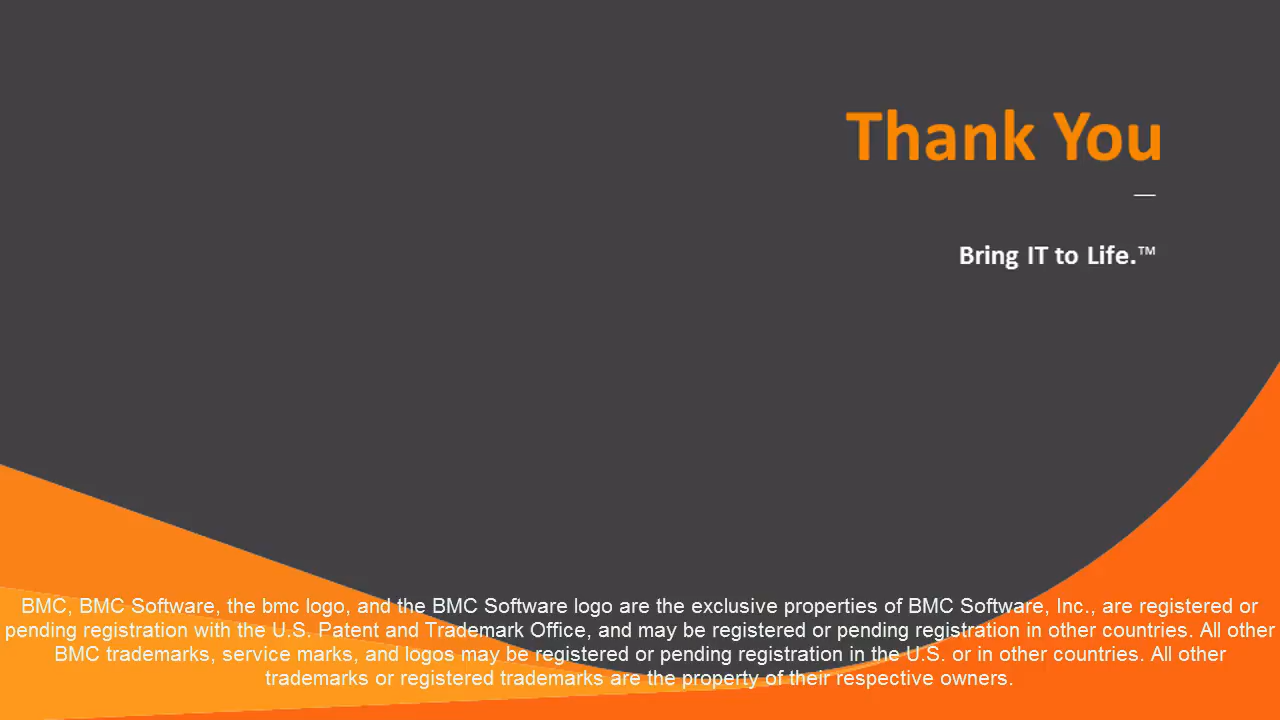 Thank You
Bring IT to Life.™
BMC, BMC Software, the bmc logo, and the BMC Software logo are the exclusive properties of BMC Software, Inc., are registered or
pending registration with the U.S. Patent and Trademark Office, and may be registered or pending registration in other countries. All other
BMC trademarks, service marks, and logos may be registered or pending registration in the U.S. or in other countries. All other
trademarks or registered trademarks are the property of their respective owners.